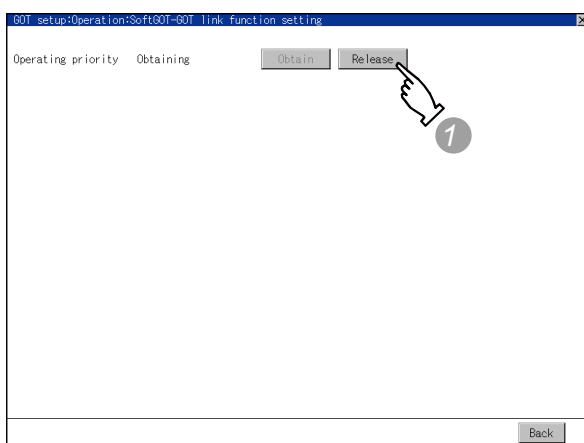 GOT setup:Operation:SoftGOT-GOT link function setting
Operating priority Obtaining Obtain Release
1
Back